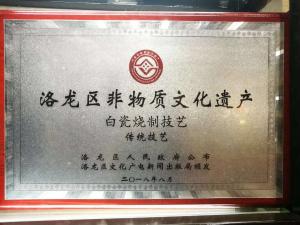 洛龙区非物质文化遗产
白瓷烧制技艺
传统技艺
洛龙区人民政府公布
洛龙区文化广电新闻出版局颁发
二〇一八年八月